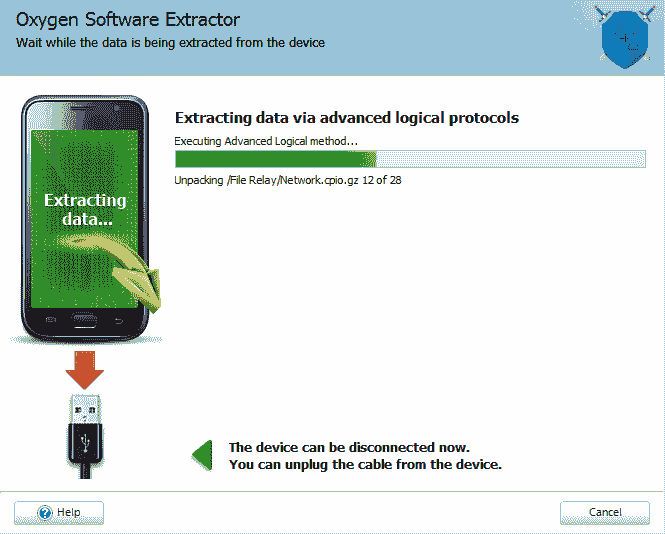 Oxygen Software Extractor
Wait while the data is being extracted from the device
Extracting data via advanced logical protocols
Executing Advanced Logical method...
Unpacking /File Relay/Network.cpio.gz 12 of 28
Extracting
data...
The device can be disconnected now.
You can unplug the cable from the device.
Help
Cancel